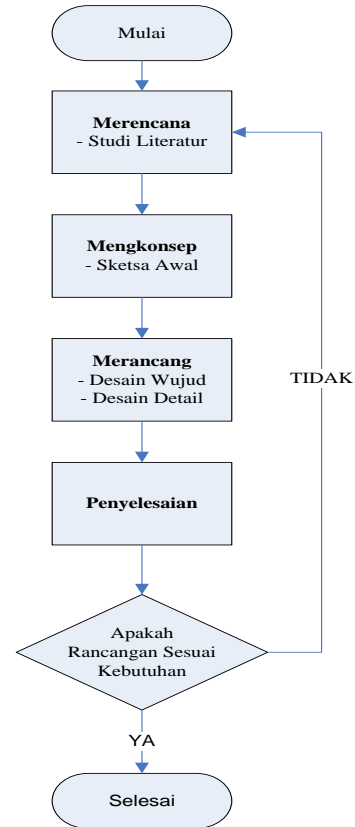 Mulai
Merencana
- Studi Literatur
Mengkonsep
- Sketsa Awal
Merancang
- Desain Wujud
- Desain Detail
TIDAK
Penyelesaian
Apakah
Rancangan Sesuai
Kebutuhan
YA
Selesai